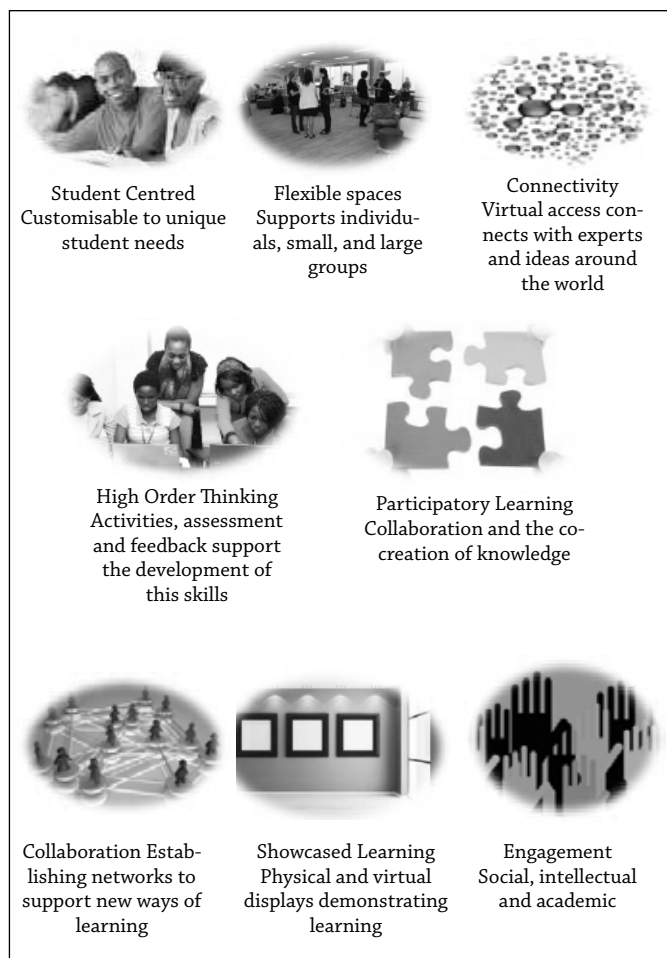 Student Centred
Customisable to unique
student needs
Flexible spaces
Supports individu-
als, small, and large
groups
Connectivity
Virtual access con-
nects with experts
and ideas around
the world
High Order Thinking
Activities, assessment
and feedback support
the development of
this skills
Participatory Learning
Collaboration and the co-
creation of knowledge
Collaboration Estab-
lishing networks to
support new ways of
learning
Showcased Learning
Physical and virtual
displays demonstrating
learning
Engagement
Social, intellectual
and academic